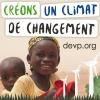 CRÉONS UN CLIMAT
DE CHANGEMENT
devp.org